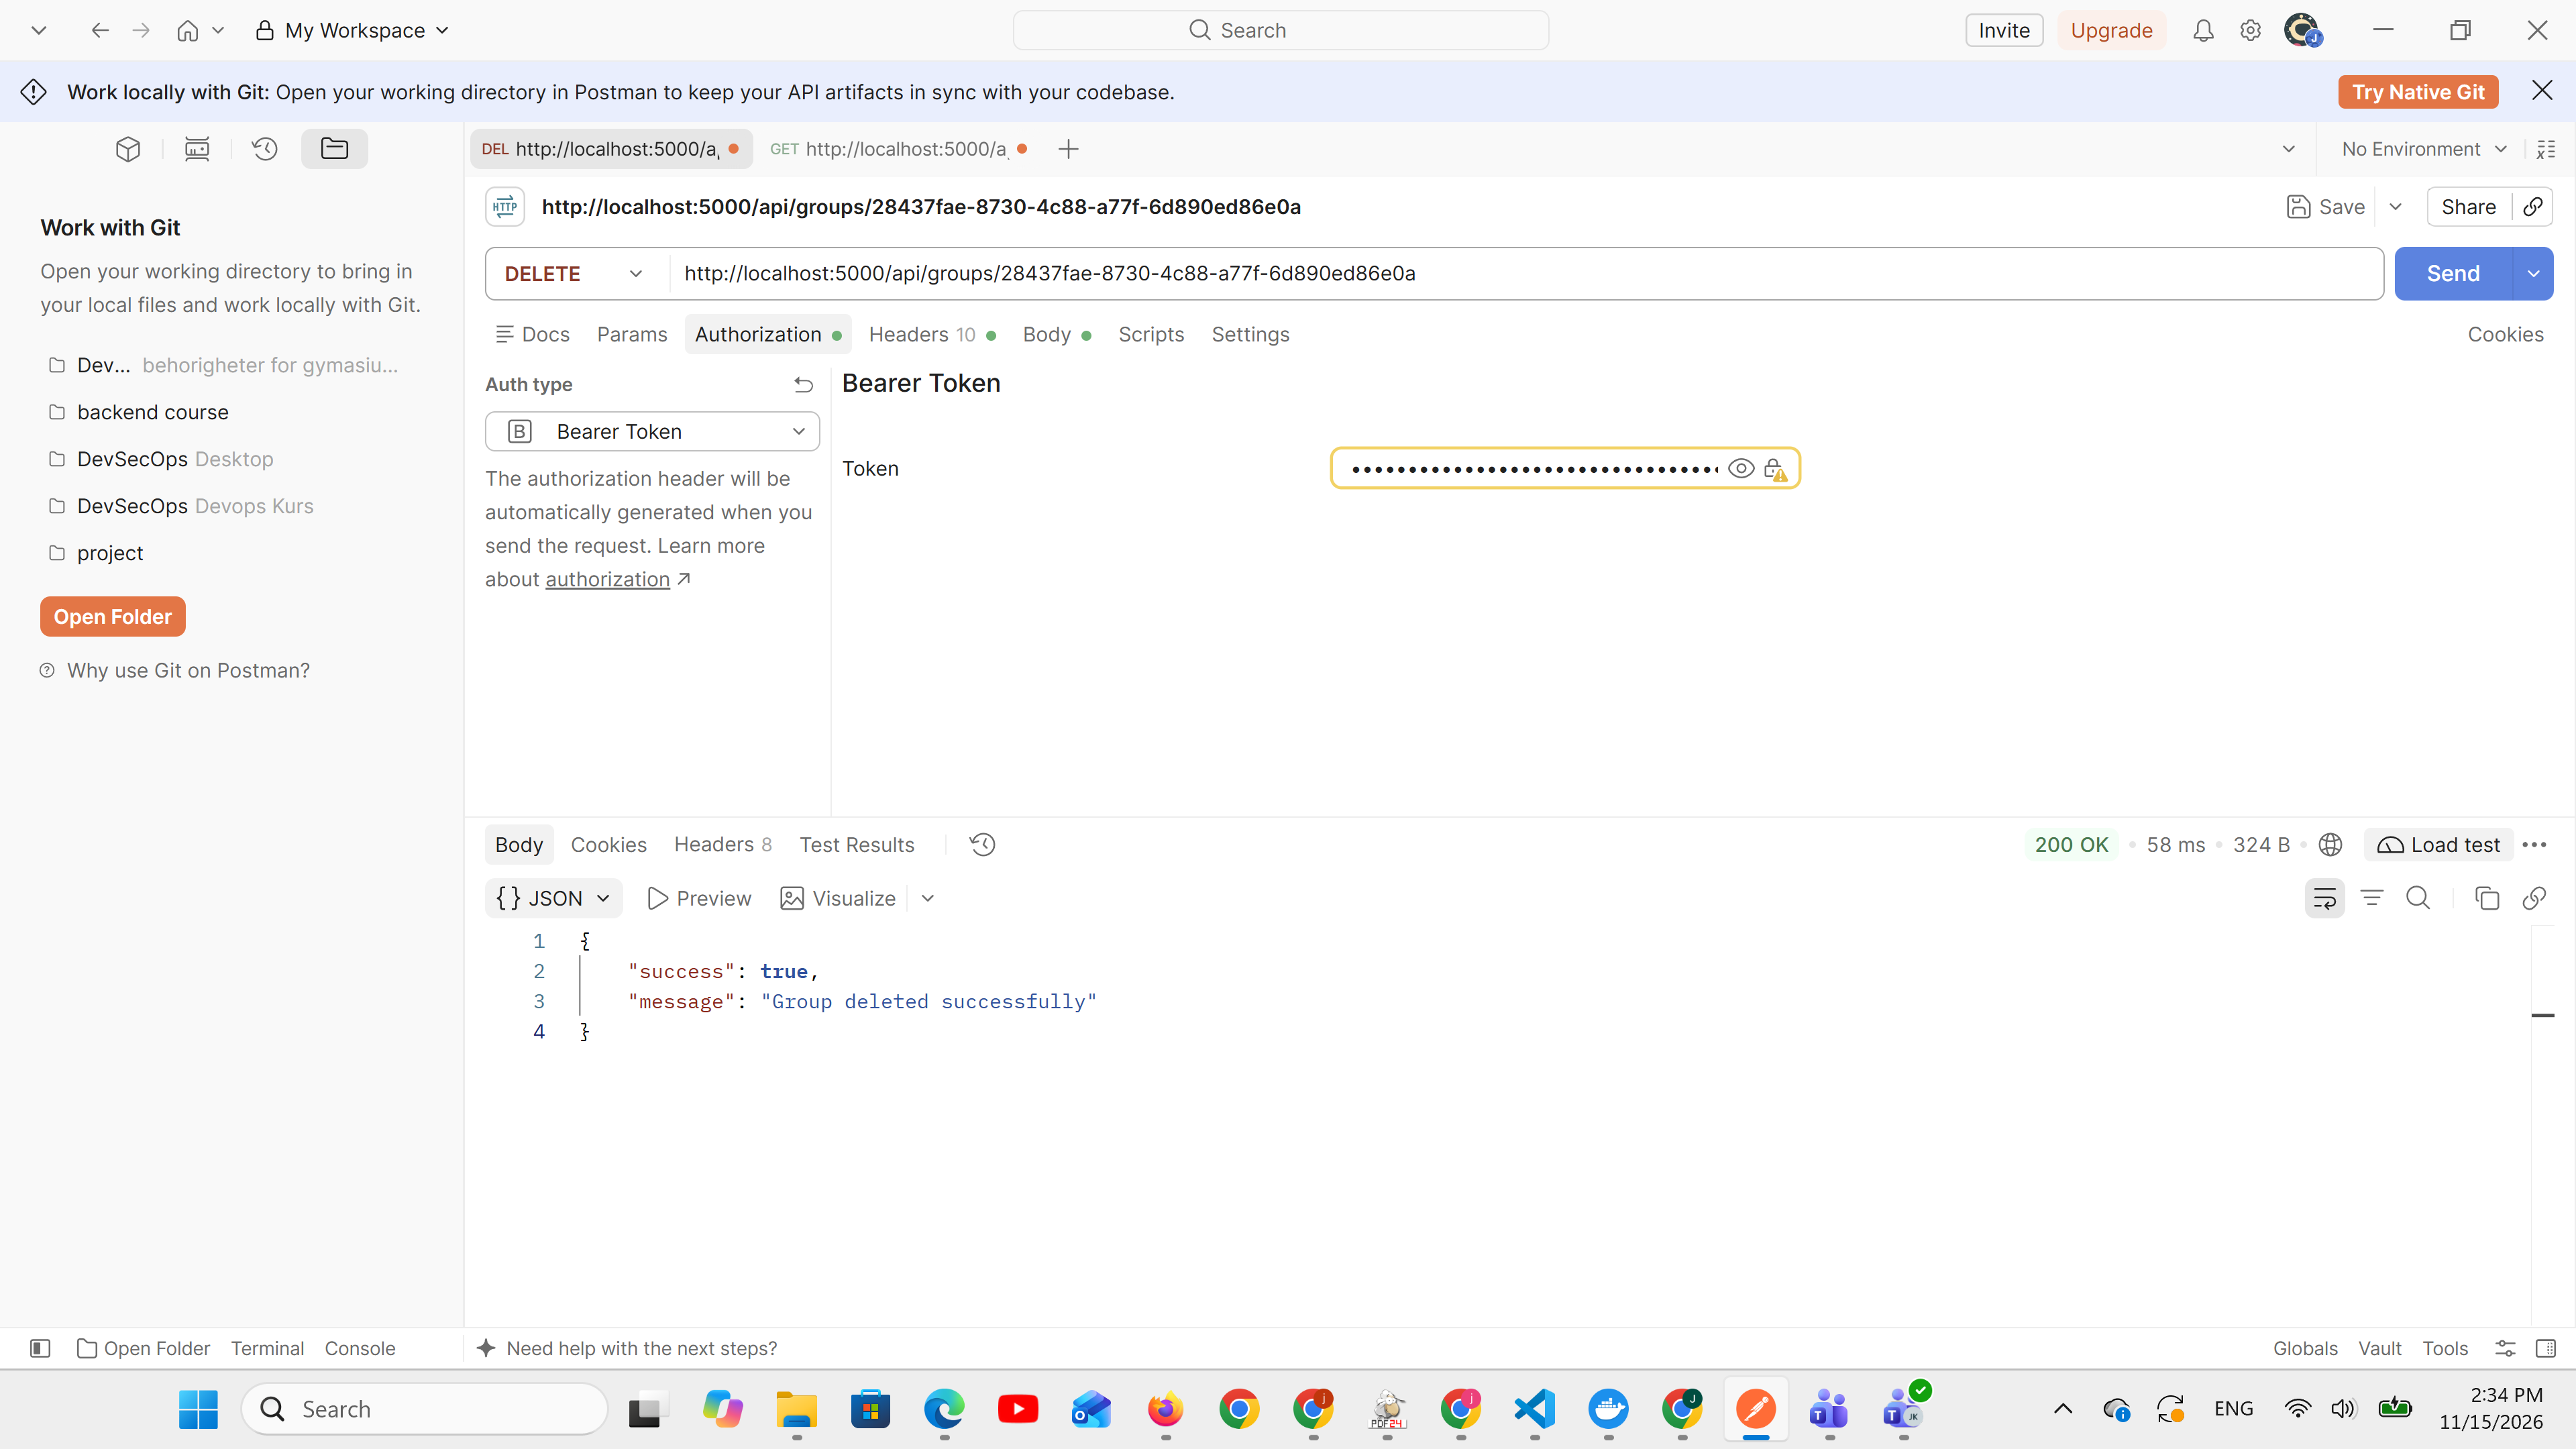 My Workspace
Search
Invite
Upgrade
J
Work locally with Git: Open your working directory in Postman to keep your API artifacts in sync with your codebase.
Try Native Git
DEL http://localhost:5000/a
GET http://localhost:5000/a
No Environment
Work with Git
Open your working directory to bring in
your local files and work locally with Git.
Dev... behorigheter for gymasiu...
backend course
DevSecOps Desktop
DevSecOps Devops Kurs
project
Open Folder
Why use Git on Postman?
HTTP
http://localhost:5000/api/groups/28437fae-8730-4c88-a77f-6d890ed86e0a
Save
Share
DELETE
http://localhost:5000/api/groups/28437fae-8730-4c88-a77f-6d890ed86e0a
Send
Docs
Params
Authorization
Headers 10
Body
Scripts
Settings
Cookies
Auth type
B Bearer Token
The authorization header will be
automatically generated when you
send the request. Learn more
about authorization
Bearer Token
Token
Body
Cookies
Headers 8
Test Results
200 OK
58 ms
324 B
Load test
{} JSON
Preview
Visualize
1 {
2 "success": true,
3 "message": "Group deleted successfully"
4 }
Open Folder
Terminal
Console
Need help with the next steps?
Globals
Vault
Tools
Search
PDF24
JK
ENG
2:34 PM
11/15/2026